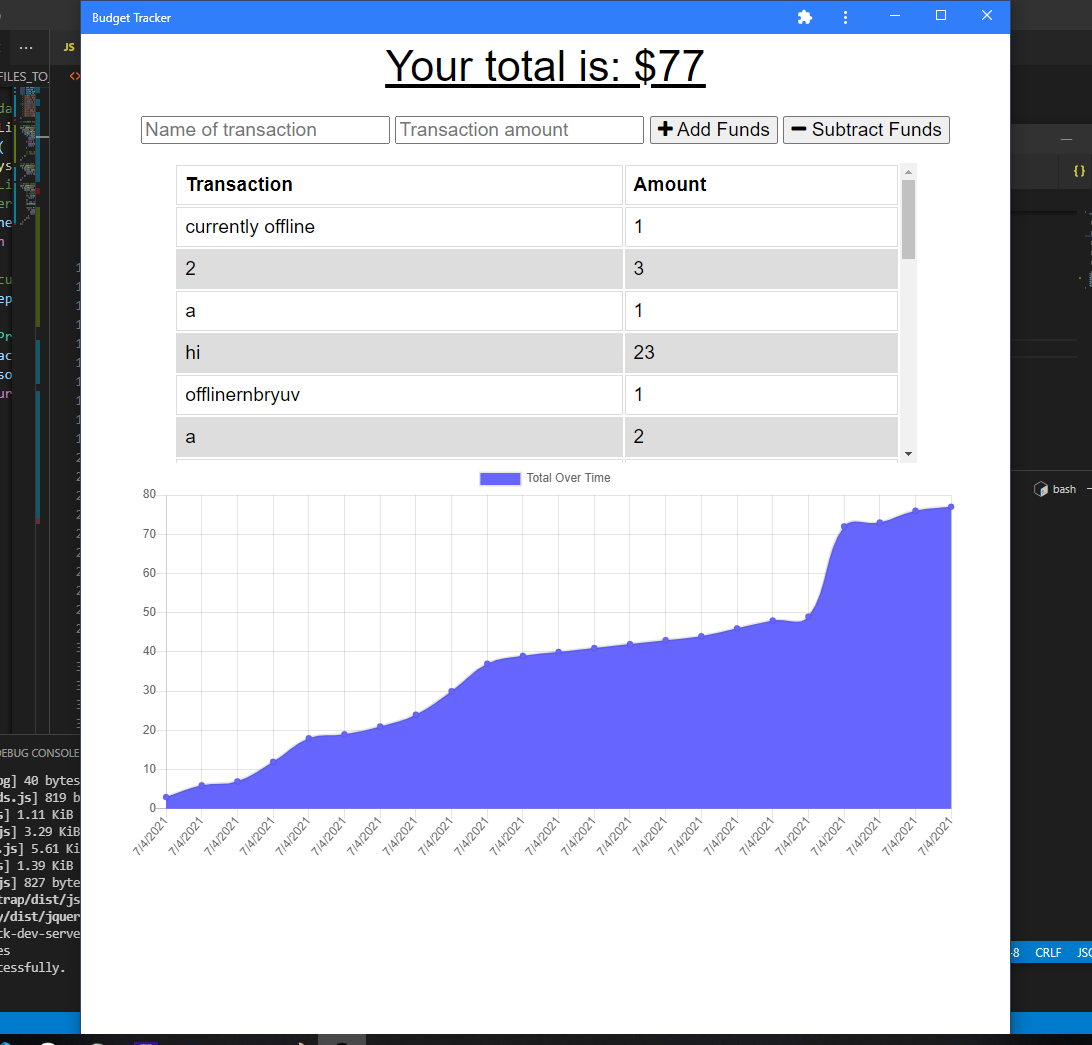 Budget Tracker
Your total is: $77
Name of transaction Transaction amount Add Funds Subtract Funds
Transaction Amount
currently offline 1
2 3
a 1
hi 23
offlinernbryuv 1
a 2
Total Over Time
80
70
60
50
40
30
20
10
0
7/4/2021 7/4/2021 7/4/2021 7/4/2021 7/4/2021 7/4/2021 7/4/2021 7/4/2021 7/4/2021 7/4/2021 7/4/2021 7/4/2021 7/4/2021 7/4/2021 7/4/2021 7/4/2021 7/4/2021 7/4/2021 7/4/2021 7/4/2021 7/4/2021 7/4/2021 7/4/2021
...
JS
FILES_TO_
<>
{}
bash
EBUG CONSOLE
og] 40 bytes
ds.js] 819 b
s] 1.11 KiB
js] 3.29 KiB
.js] 5.61 Ki
s] 1.39 KiB
js] 827 byte
trap/dist/js
y/dist/jquer
ck-dev-serve
es
cessfully.
-8 CRLF JSO